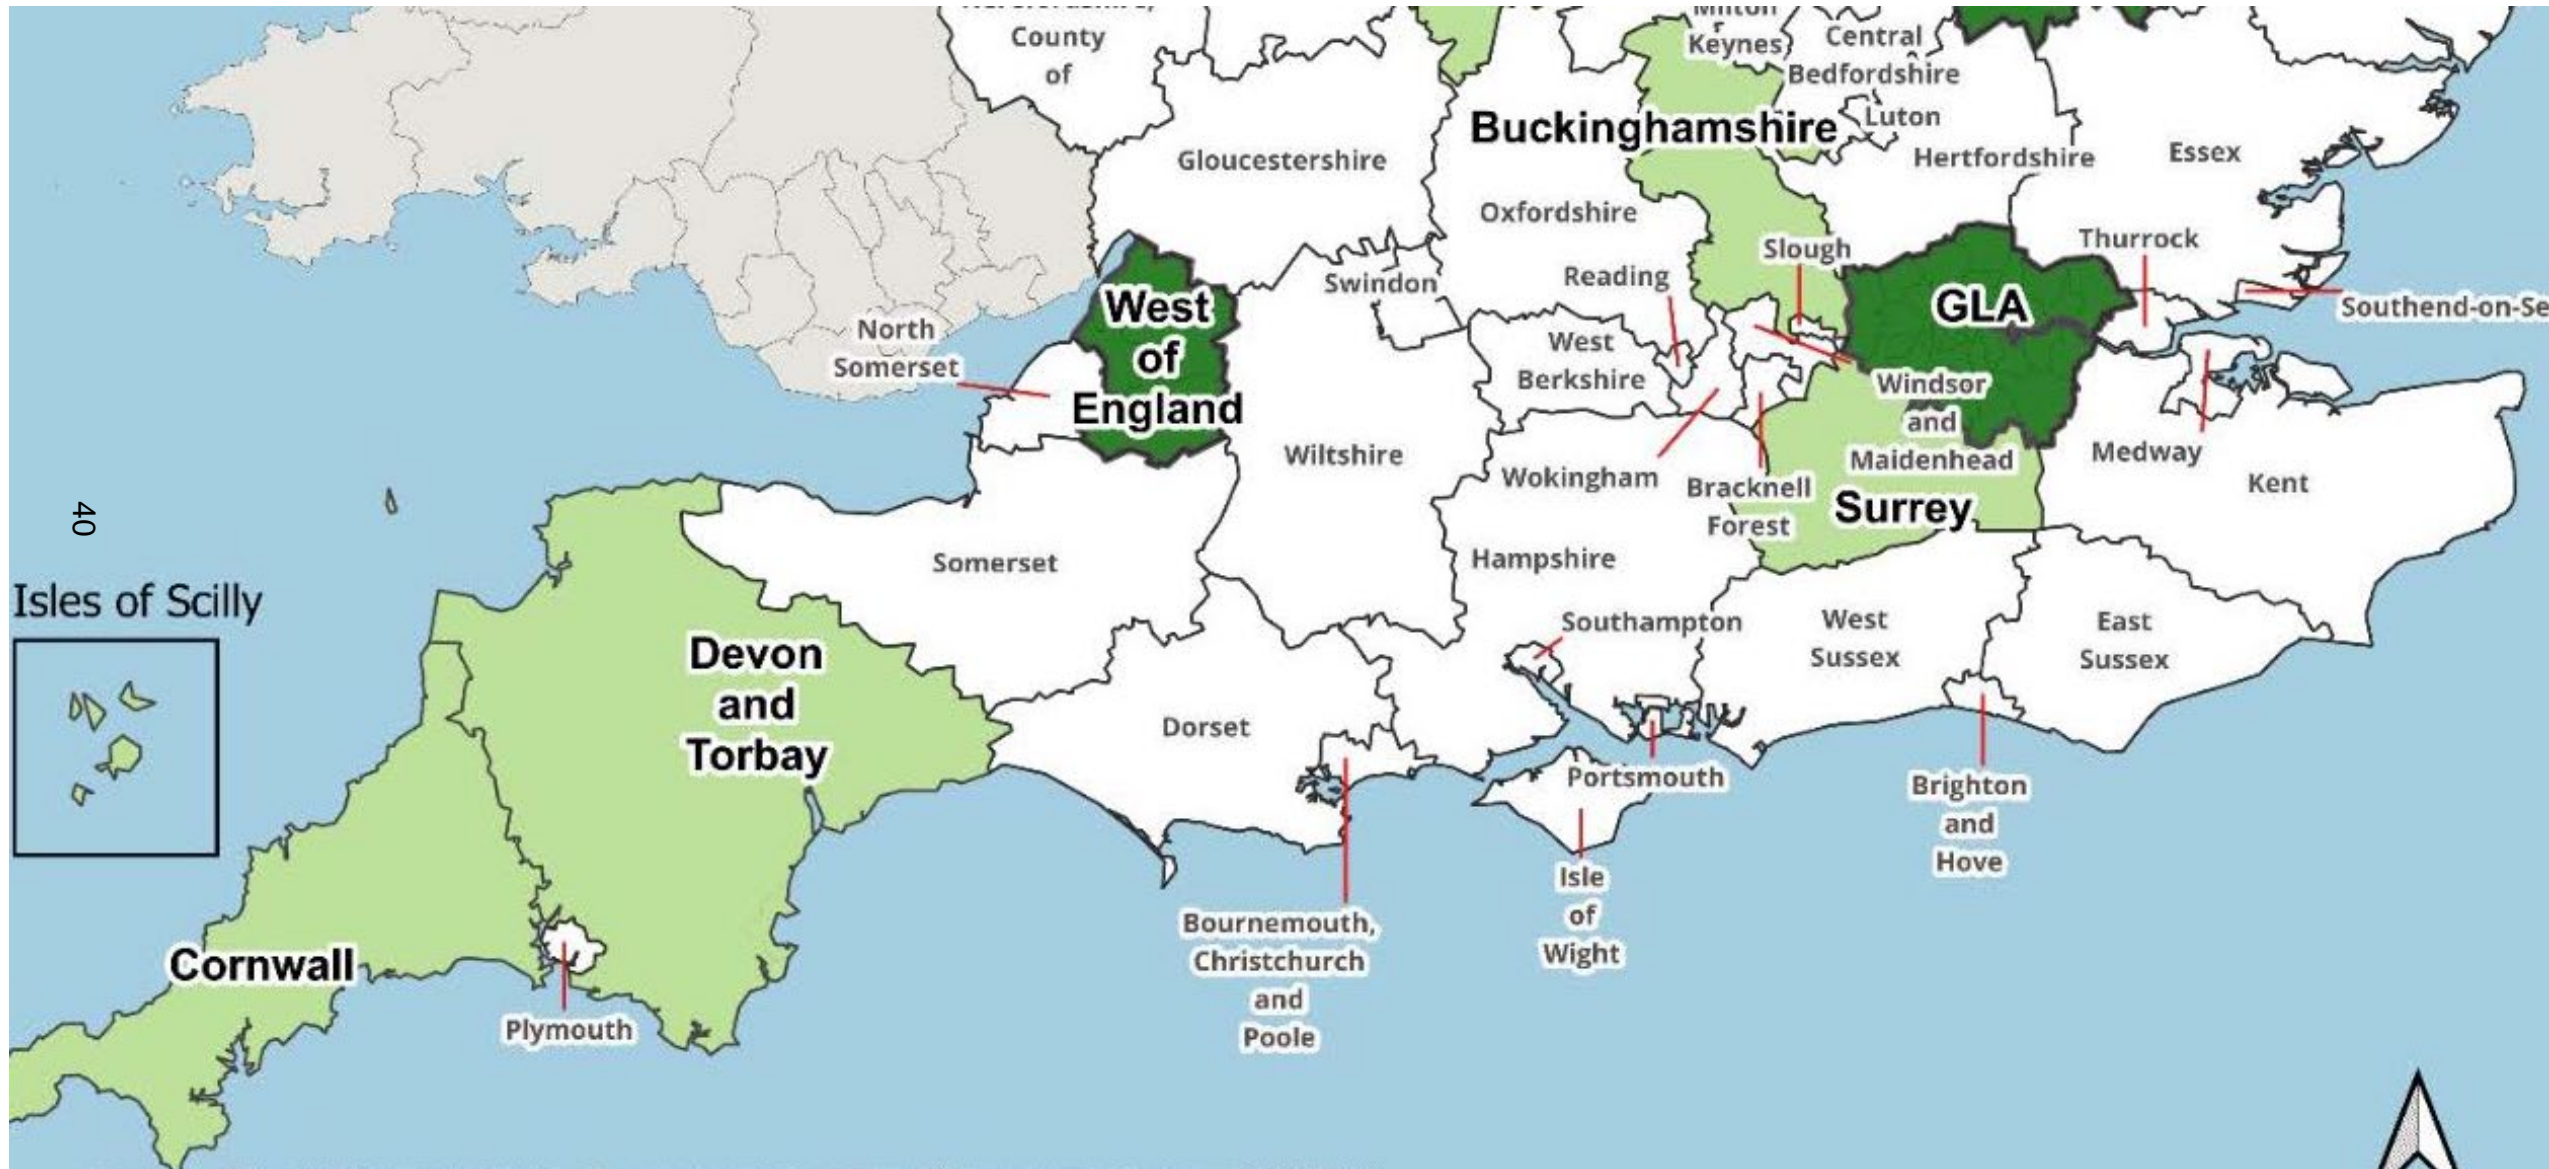 County
of
Milton
Keynes
Central
Bedfordshire
Luton
Buckinghamshire
Gloucestershire
Hertfordshire
Essex
Oxfordshire
Slough
Thurrock
Reading
Swindon
West
of
England
GLA
Southend-on-Se
North
Somerset
West
Berkshire
Windsor
and
Maidenhead
Wiltshire
Wokingham
Bracknell
Forest
Medway
Kent
Surrey
40
Somerset
Hampshire
Isles of Scilly
Southampton
West
Sussex
East
Sussex
Devon
and
Torbay
Dorset
Portsmouth
Brighton
and
Hove
Isle
of
Wight
Bournemouth,
Christchurch
and
Poole
Cornwall
Plymouth